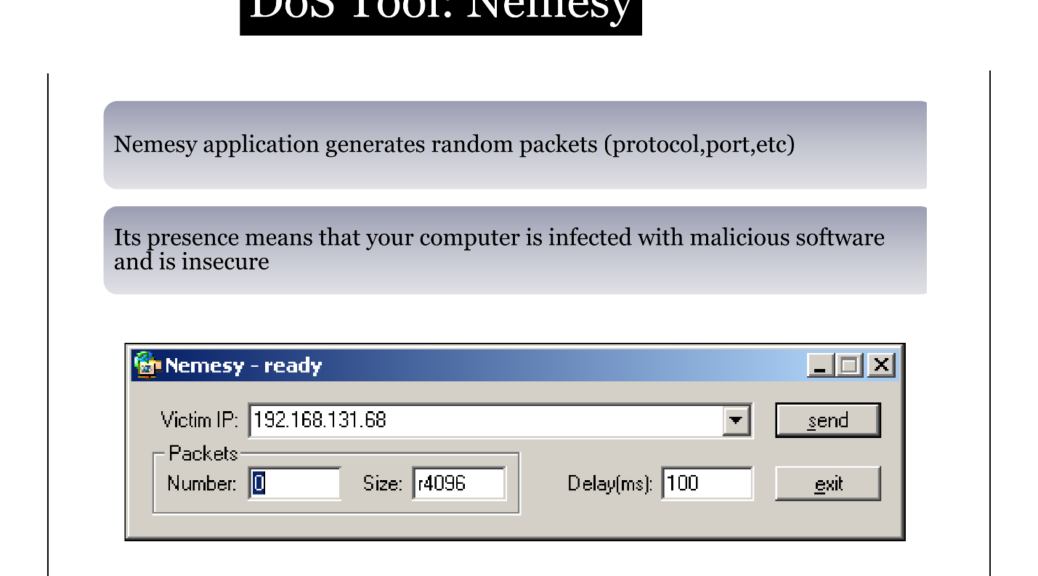 DoS Tool: Nemesy
Nemesy application generates random packets (protocol,port,etc)
Its presence means that your computer is infected with malicious software
and is insecure
Nemesy - ready
Victim IP: 192.168.131.68 send
Packets
Number: 0 Size: r4096 Delay(ms): 100 exit